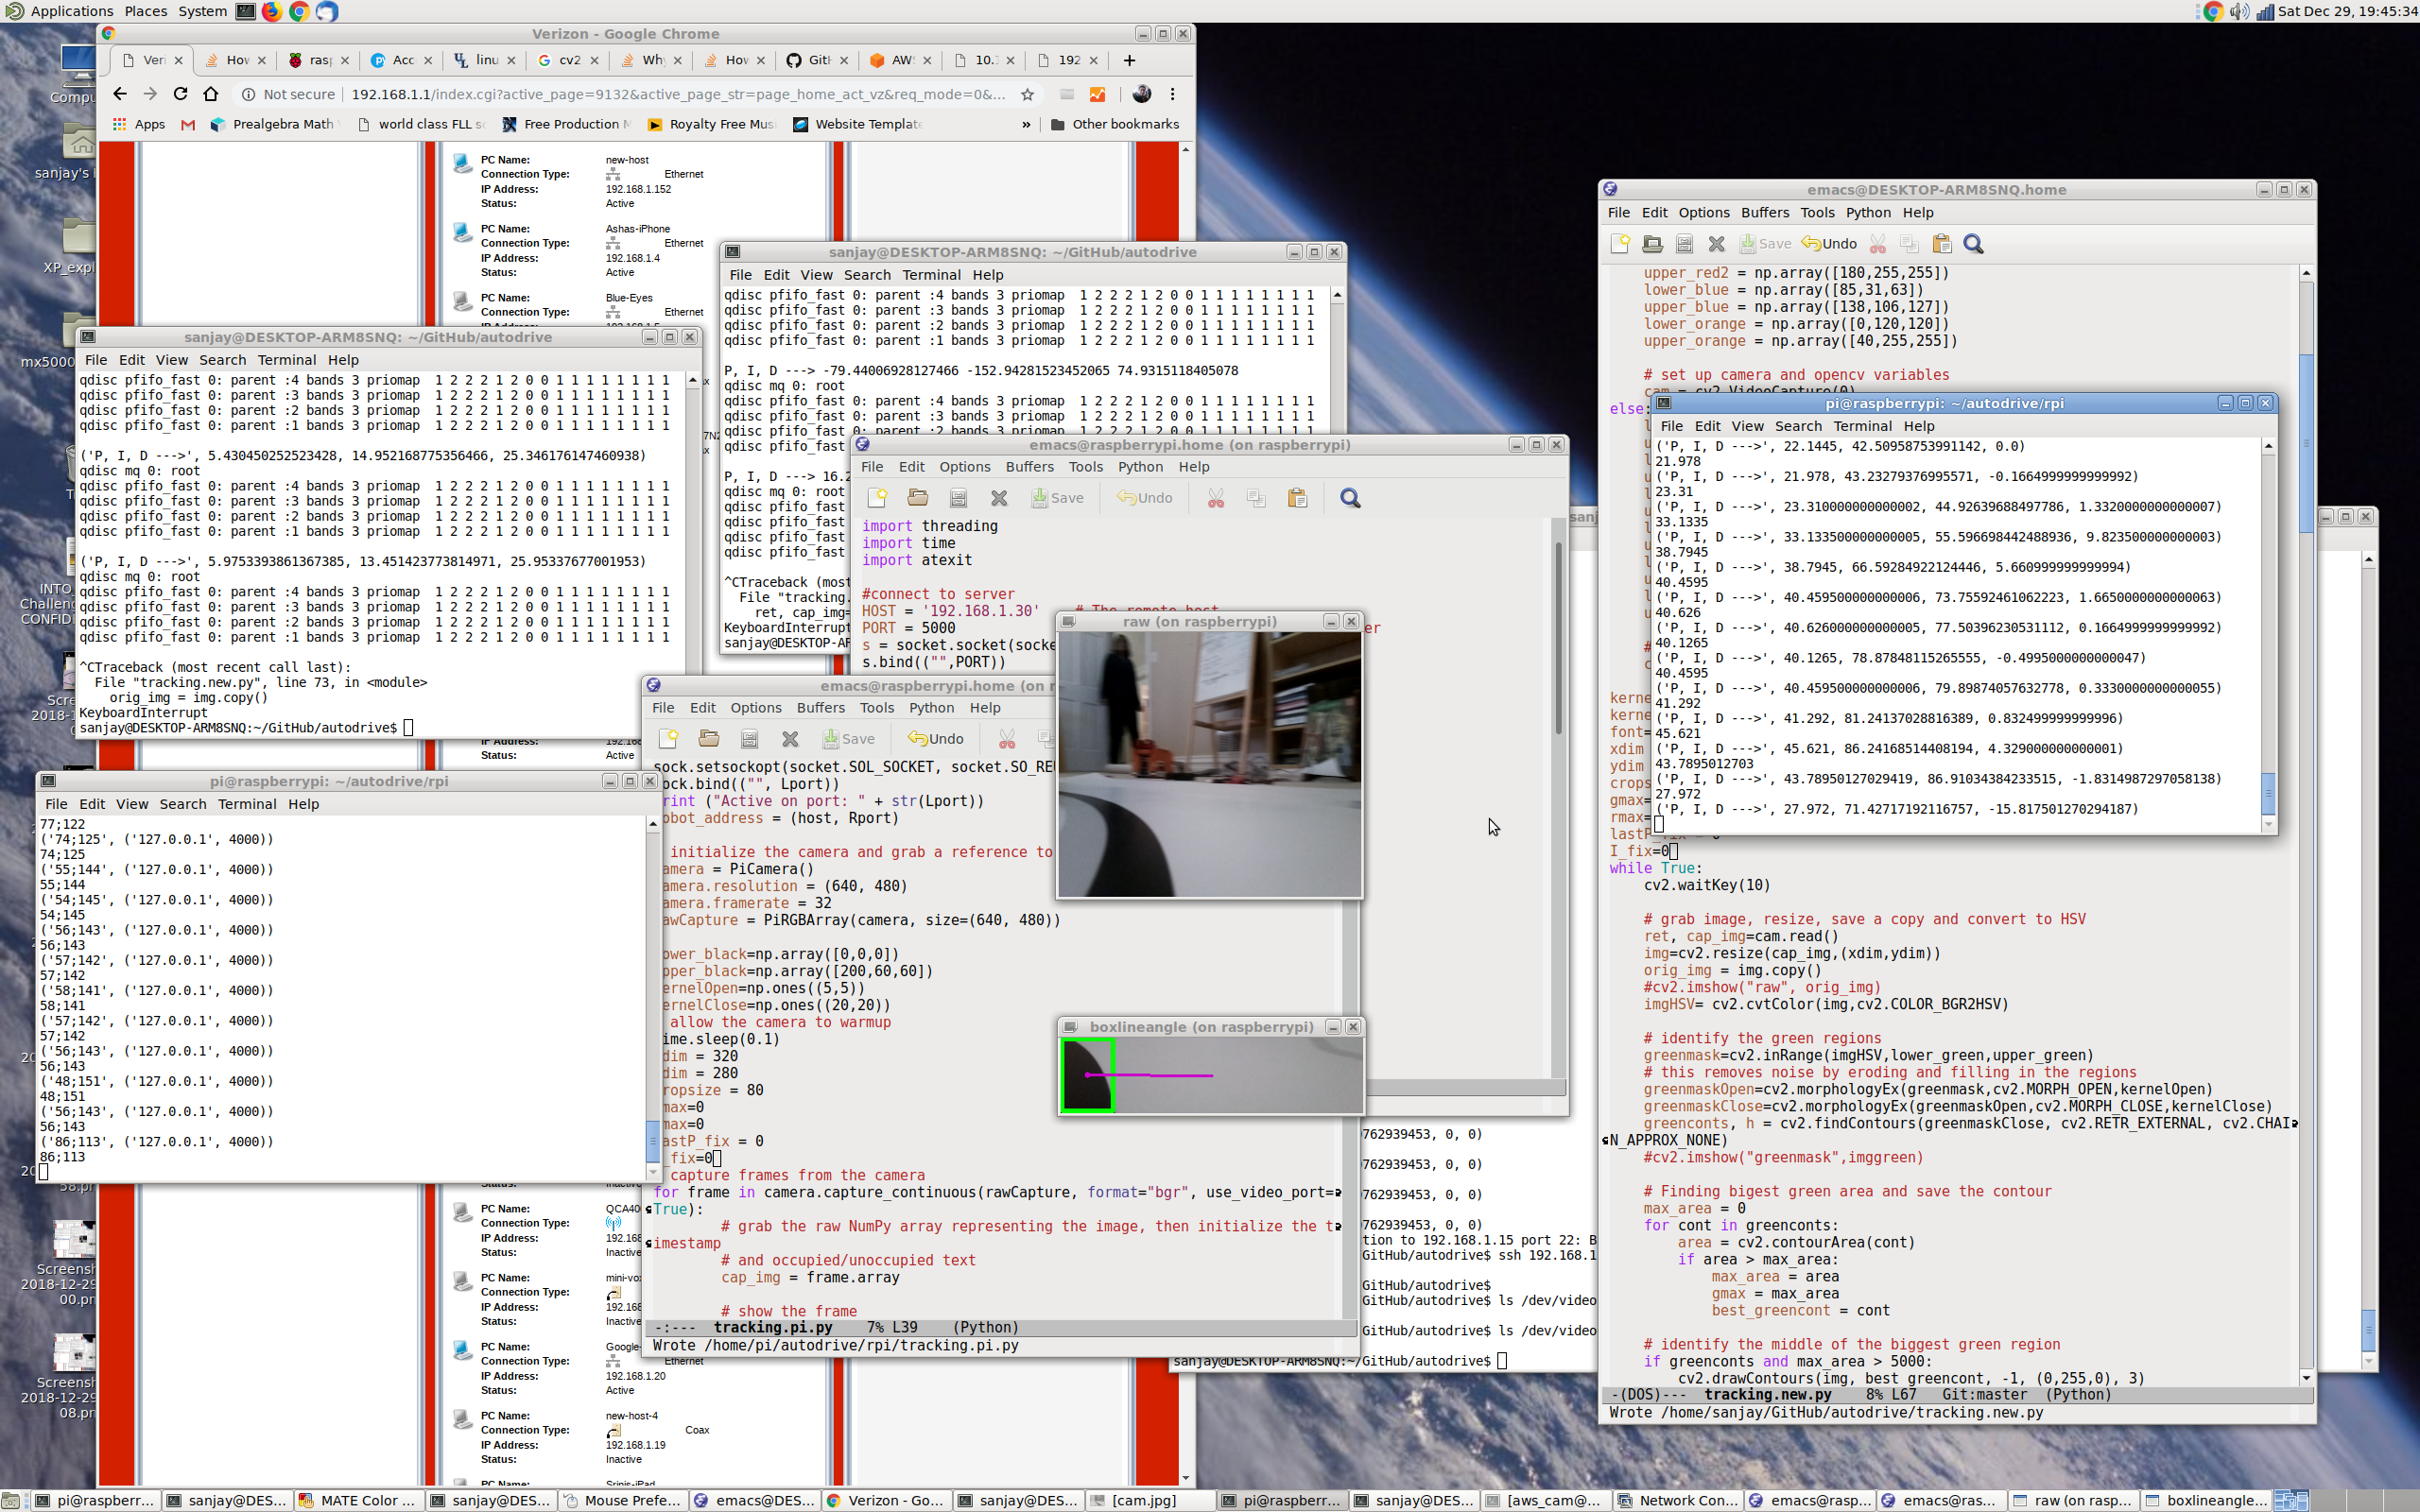 Applications Places System
Sat Dec 29, 19:45:34
Verizon - Google Chrome
Veri
How
rasp
Acc
linu
cv2
Why
How
GitH
AWS
10.
192
Not secure | 192.168.1.1/index.cgi?active_page=9132&active_page_str=page_home_act_vz&req_mode=0&...
Apps
Prealgebra Math
world class FLL sc
Free Production M
Royalty Free Mus
Website Template
» Other bookmarks
Compu
sanjay's
XP_expl
mx5000
INTO
Challeng
CONFID
Scre
2018-1
Screensh
2018-12-29
00.pn
Screensh
2018-12-29
08.pn
PC Name: new-host
Connection Type: Ethernet
IP Address: 192.168.1.152
Status: Active
PC Name: Ashas-iPhone
Connection Type: Ethernet
IP Address: 192.168.1.4
Status: Active
PC Name: Blue-Eyes
Connection Type: Ethernet
IP Address: 192.168
Status: Active
PC Name: QCA40
Connection Type:
IP Address: 192.168
Status: Inactive
PC Name: mini-vo
Connection Type:
IP Address: 192.168
Status: Inactive
PC Name: Google-
Connection Type: Ethernet
IP Address: 192.168.1.20
Status: Active
PC Name: new-host-4
Connection Type: Coax
IP Address: 192.168.1.19
Status: Inactive
PC Name: Srinis-iPad
sanjay@DESKTOP-ARM8SNQ: ~/GitHub/autodrive
File Edit View Search Terminal Help
qdisc pfifo_fast 0: parent :4 bands 3 priomap 1 2 2 2 1 2 0 0 1 1 1 1 1 1 1 1
qdisc pfifo_fast 0: parent :3 bands 3 priomap 1 2 2 2 1 2 0 0 1 1 1 1 1 1 1 1
qdisc pfifo_fast 0: parent :2 bands 3 priomap 1 2 2 2 1 2 0 0 1 1 1 1 1 1 1 1
qdisc pfifo_fast 0: parent :1 bands 3 priomap 1 2 2 2 1 2 0 0 1 1 1 1 1 1 1 1
('P, I, D --->', 5.430450252523428, 14.952168775356466, 25.346176147460938)
qdisc mq 0: root
qdisc pfifo_fast 0: parent :4 bands 3 priomap 1 2 2 2 1 2 0 0 1 1 1 1 1 1 1 1
qdisc pfifo_fast 0: parent :3 bands 3 priomap 1 2 2 2 1 2 0 0 1 1 1 1 1 1 1 1
qdisc pfifo_fast 0: parent :2 bands 3 priomap 1 2 2 2 1 2 0 0 1 1 1 1 1 1 1 1
qdisc pfifo_fast 0: parent :1 bands 3 priomap 1 2 2 2 1 2 0 0 1 1 1 1 1 1 1 1
('P, I, D --->', 5.9753393861367385, 13.451423773814971, 25.95337677001953)
qdisc mq 0: root
qdisc pfifo_fast 0: parent :4 bands 3 priomap 1 2 2 2 1 2 0 0 1 1 1 1 1 1 1 1
qdisc pfifo_fast 0: parent :3 bands 3 priomap 1 2 2 2 1 2 0 0 1 1 1 1 1 1 1 1
qdisc pfifo_fast 0: parent :2 bands 3 priomap 1 2 2 2 1 2 0 0 1 1 1 1 1 1 1 1
qdisc pfifo_fast 0: parent :1 bands 3 priomap 1 2 2 2 1 2 0 0 1 1 1 1 1 1 1 1
^CTraceback (most recent call last):
File "tracking.new.py", line 73, in <module>
orig_img = img.copy()
KeyboardInterrupt
sanjay@DESKTOP-ARM8SNQ:~/GitHub/autodrive$
sanjay@DESKTOP-ARM8SNQ: ~/GitHub/autodrive
File Edit View Search Terminal Help
qdisc pfifo_fast 0: parent :4 bands 3 priomap 1 2 2 2 1 2 0 0 1 1 1 1 1 1 1 1
qdisc pfifo_fast 0: parent :3 bands 3 priomap 1 2 2 2 1 2 0 0 1 1 1 1 1 1 1 1
qdisc pfifo_fast 0: parent :2 bands 3 priomap 1 2 2 2 1 2 0 0 1 1 1 1 1 1 1 1
qdisc pfifo_fast 0: parent :1 bands 3 priomap 1 2 2 2 1 2 0 0 1 1 1 1 1 1 1 1
P, I, D ---> -79.44006928127466 -152.94281523452065 74.9315118405078
qdisc mq 0: root
qdisc pfifo_fast 0: parent :4 bands 3 priomap 1 2 2 2 1 2 0 0 1 1 1 1 1 1 1 1
qdisc pfifo_fast 0: parent :3 bands 3 priomap 1 2 2 2 1 2 0 0 1 1 1 1 1 1 1 1
qdisc pfifo_fast 0: parent :2 bands 3 priomap 1 2 2 2 1 2 0 0 1 1 1 1 1 1 1 1
qdisc pfifo
P, I, D ---> 16.2
qdisc mq 0: root
qdisc pfifo_fast
qdisc pfifo_fast
qdisc pfifo_fast
qdisc pfifo_fast
^CTraceback (most
File "tracking.
ret, cap_img=
KeyboardInterrupt
sanjay@DESKTOP-AR
pi@raspberrypi: ~/autodrive/rpi
File Edit View Search Terminal Help
77;122
('74;125', ('127.0.0.1', 4000))
74;125
('55;144', ('127.0.0.1', 4000))
55;144
('54;145', ('127.0.0.1', 4000))
54;145
('56;143', ('127.0.0.1', 4000))
56;143
('57;142', ('127.0.0.1', 4000))
57;142
('58;141', ('127.0.0.1', 4000))
58;141
('57;142', ('127.0.0.1', 4000))
57;142
('56;143', ('127.0.0.1', 4000))
56;143
('48;151', ('127.0.0.1', 4000))
48;151
('56;143', ('127.0.0.1', 4000))
56;143
('86;113', ('127.0.0.1', 4000))
86;113
emacs@raspberrypi.home (on raspberrypi)
File Edit Options Buffers Tools Python Help
Save Undo
import threading
import time
import atexit
#connect to server
HOST = '192.168.1.30' # The remote host
PORT = 5000 er
s = socket.socket(socke
s.bind(("",PORT))
emacs@raspberrypi.home (on r
File Edit Options Buffers Tools Python Help
Save Undo
sock.setsockopt(socket.SOL_SOCKET, socket.SO_RE
ock.bind(("", Lport))
rint ("Active on port: " + str(Lport))
obot_address = (host, Rport)
initialize the camera and grab a reference to
amera = PiCamera()
amera.resolution = (640, 480)
amera.framerate = 32
awCapture = PiRGBArray(camera, size=(640, 480))
ower_black=np.array([0,0,0])
pper_black=np.array([200,60,60])
ernelOpen=np.ones((5,5))
ernelClose=np.ones((20,20))
allow the camera to warmup
ime.sleep(0.1)
dim = 320
dim = 280
ropsize = 80
max=0
max=0
astP_fix = 0
_fix=0
capture frames from the camera
for frame in camera.capture_continuous(rawCapture, format="bgr", use_video_port=
True):
# grab the raw NumPy array representing the image, then initialize the t
imestamp
# and occupied/unoccupied text
cap_img = frame.array
# show the frame
-:--- tracking.pi.py 7% L39 (Python)
Wrote /home/pi/autodrive/rpi/tracking.pi.py
raw (on raspberrypi)
boxlineangle (on raspberrypi)
762939453, 0, 0)
762939453, 0, 0)
762939453, 0, 0)
762939453, 0, 0)
tion to 192.168.1.15 port 22: B
GitHub/autodrive$ ssh 192.168.1
GitHub/autodrive$
GitHub/autodrive$ ls /dev/video
GitHub/autodrive$ ls /dev/video
sanjay@DESKTOP-ARM8SNQ:~/GitHub/autodrive$
emacs@DESKTOP-ARM8SNQ.home
File Edit Options Buffers Tools Python Help
Save Undo
upper_red2 = np.array([180,255,255])
lower_blue = np.array([85,31,63])
upper_blue = np.array([138,106,127])
lower_orange = np.array([0,120,120])
upper_orange = np.array([40,255,255])
# set up camera and opencv variables
cam = cv2.VideoCapture(0)
else:
kerne
kerne
font=
xdim
ydim
crops
gmax=
rmax=
lastP_fix = 0
I_fix=0
while True:
cv2.waitKey(10)
# grab image, resize, save a copy and convert to HSV
ret, cap_img=cam.read()
img=cv2.resize(cap_img,(xdim,ydim))
orig_img = img.copy()
#cv2.imshow("raw", orig_img)
imgHSV= cv2.cvtColor(img,cv2.COLOR_BGR2HSV)
# identify the green regions
greenmask=cv2.inRange(imgHSV,lower_green,upper_green)
# this removes noise by eroding and filling in the regions
greenmaskOpen=cv2.morphologyEx(greenmask,cv2.MORPH_OPEN,kernelOpen)
greenmaskClose=cv2.morphologyEx(greenmaskOpen,cv2.MORPH_CLOSE,kernelClose)
greenconts, h = cv2.findContours(greenmaskClose, cv2.RETR_EXTERNAL, cv2.CHAI
N_APPROX_NONE)
#cv2.imshow("greenmask",imggreen)
# Finding bigest green area and save the contour
max_area = 0
for cont in greenconts:
area = cv2.contourArea(cont)
if area > max_area:
max_area = area
gmax = max_area
best_greencont = cont
# identify the middle of the biggest green region
if greenconts and max_area > 5000:
cv2.drawContours(img, best_greencont, -1, (0,255,0), 3)
-(DOS)--- tracking.new.py 8% L67 Git:master (Python)
Wrote /home/sanjay/GitHub/autodrive/tracking.new.py
pi@raspberrypi: ~/autodrive/rpi
File Edit View Search Terminal Help
('P, I, D --->', 22.1445, 42.50958753991142, 0.0)
21.978
('P, I, D --->', 21.978, 43.23279376995571, -0.1664999999999992)
23.31
('P, I, D --->', 23.310000000000002, 44.92639688497786, 1.3320000000000007)
33.1335
('P, I, D --->', 33.133500000000005, 55.596698442488936, 9.823500000000003)
38.7945
('P, I, D --->', 38.7945, 66.59284922124446, 5.660999999999994)
40.4595
('P, I, D --->', 40.459500000000006, 73.75592461062223, 1.6650000000000063)
40.626
('P, I, D --->', 40.626000000000005, 77.50396230531112, 0.1664999999999992)
40.1265
('P, I, D --->', 40.1265, 78.87848115265555, -0.4995000000000047)
40.4595
('P, I, D --->', 40.459500000000006, 79.89874057632778, 0.3330000000000055)
41.292
('P, I, D --->', 41.292, 81.24137028816389, 0.832499999999996)
45.621
('P, I, D --->', 45.621, 86.24168514408194, 4.329000000000001)
43.7895012703
('P, I, D --->', 43.78950127029419, 86.91034384233515, -1.8314987297058138)
27.972
('P, I, D --->', 27.972, 71.42717192116757, -15.817501270294187)
pi@raspberr...
sanjay@DES...
MATE Color ...
sanjay@DES...
Mouse Prefe...
emacs@DES...
Verizon - Go...
sanjay@DES...
[cam.jpg]
pi@raspberr...
sanjay@DES...
[aws_cam@...
Network Con...
emacs@rasp...
emacs@ras...
raw (on rasp...
boxlineangle...